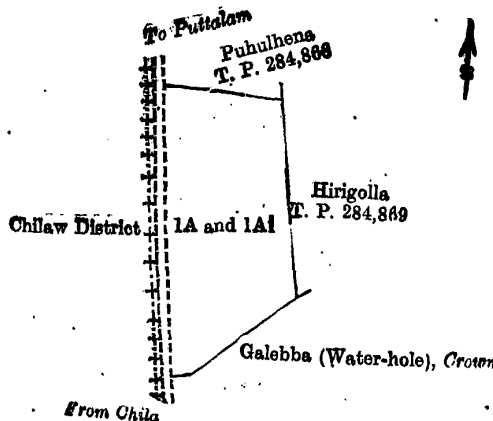 To Puttalam
Puhulhena
T. P. 284,868
Hirigolla
T. P. 284,869
Chilaw District
1A and 1A1
Galebba (Water-hole), Crown
From Chila